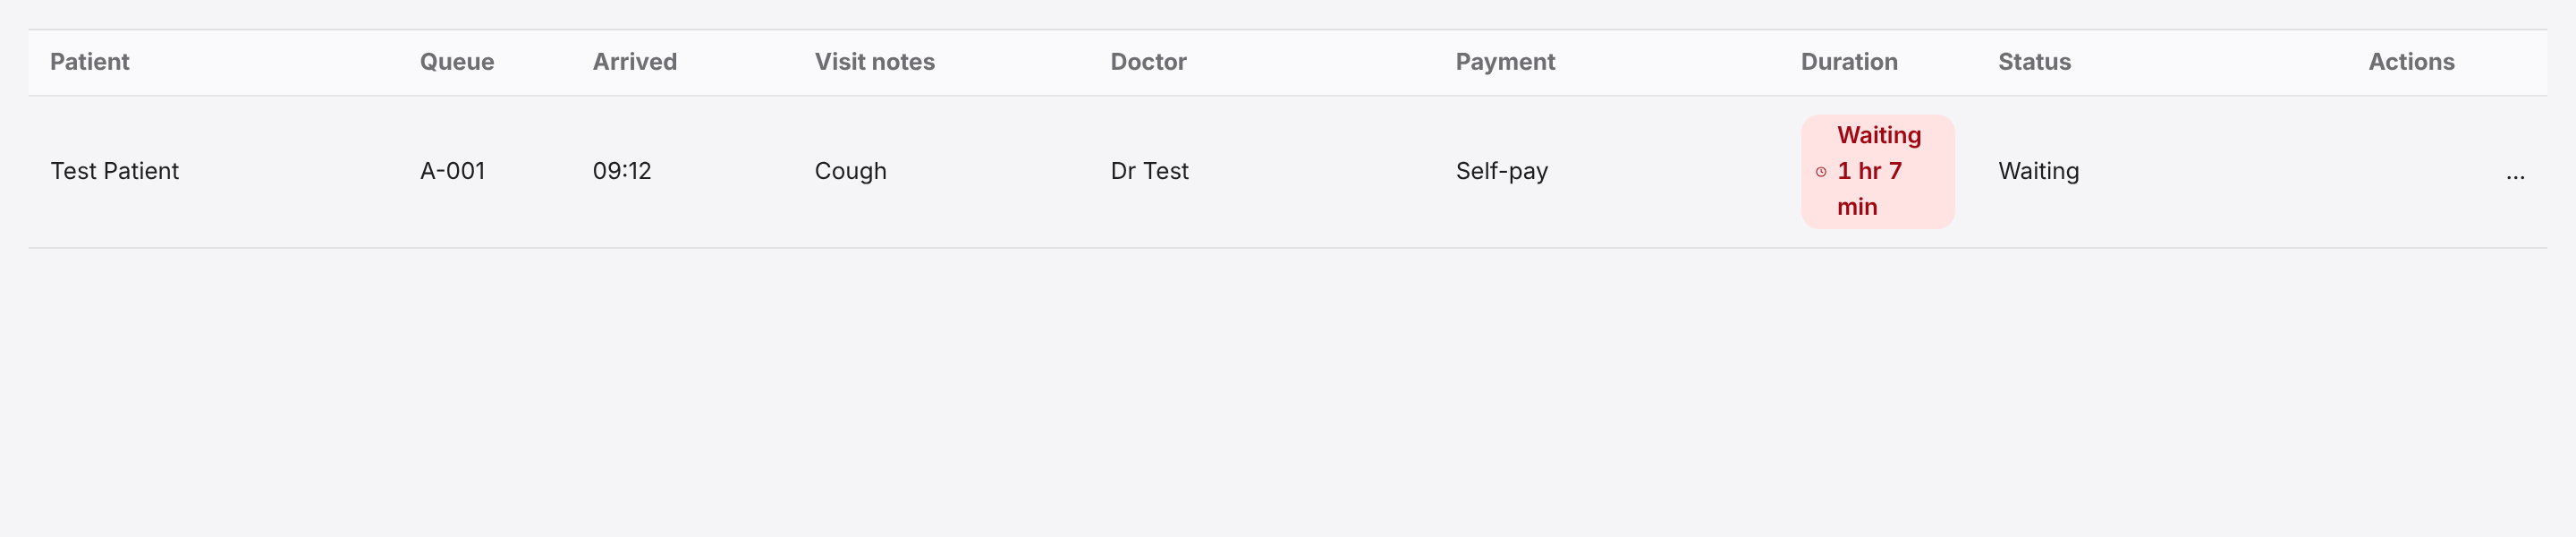 Patient Queue Arrived Visit notes Doctor Payment Duration Status Actions
Test Patient A-001 09:12 Cough Dr Test Self-pay Waiting
1 hr 7
min Waiting ...